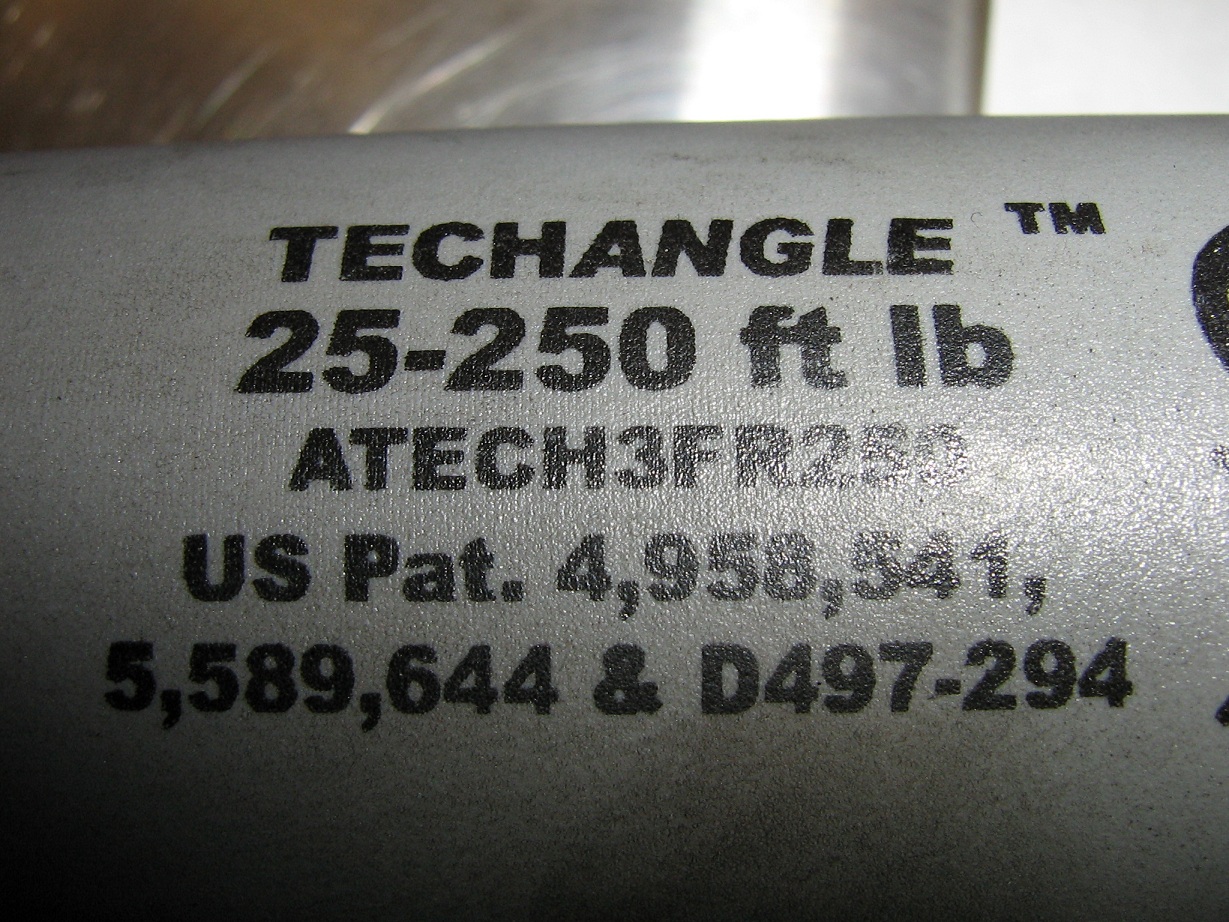 TECHANGLE ™
25-250 ft lb
ATECH3FR250
US Pat. 4,958,541,
5,589,644 & D497-294